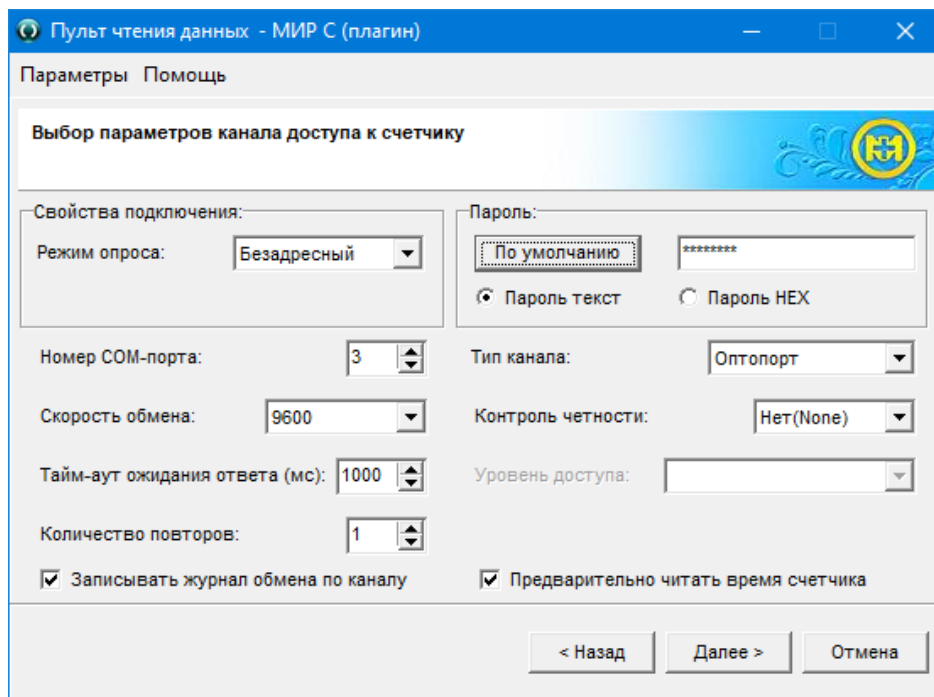 Пульт чтения данных - МИР С (плагин)
Параметры Помощь
Выбор параметров канала доступа к счетчику
Свойства подключения:
Режим опроса: Безадресный
Пароль:
По умолчанию ********
Пароль текст Пароль HEX
Номер COM-порта: 3 Тип канала: Оптопорт
Скорость обмена: 9600 Контроль четности: Нет(None)
Тайм-аут ожидания ответа (мс): 1000 Уровень доступа:
Количество повторов: 1
Записывать журнал обмена по каналу Предварительно читать время счетчика
< Назад Далее > Отмена